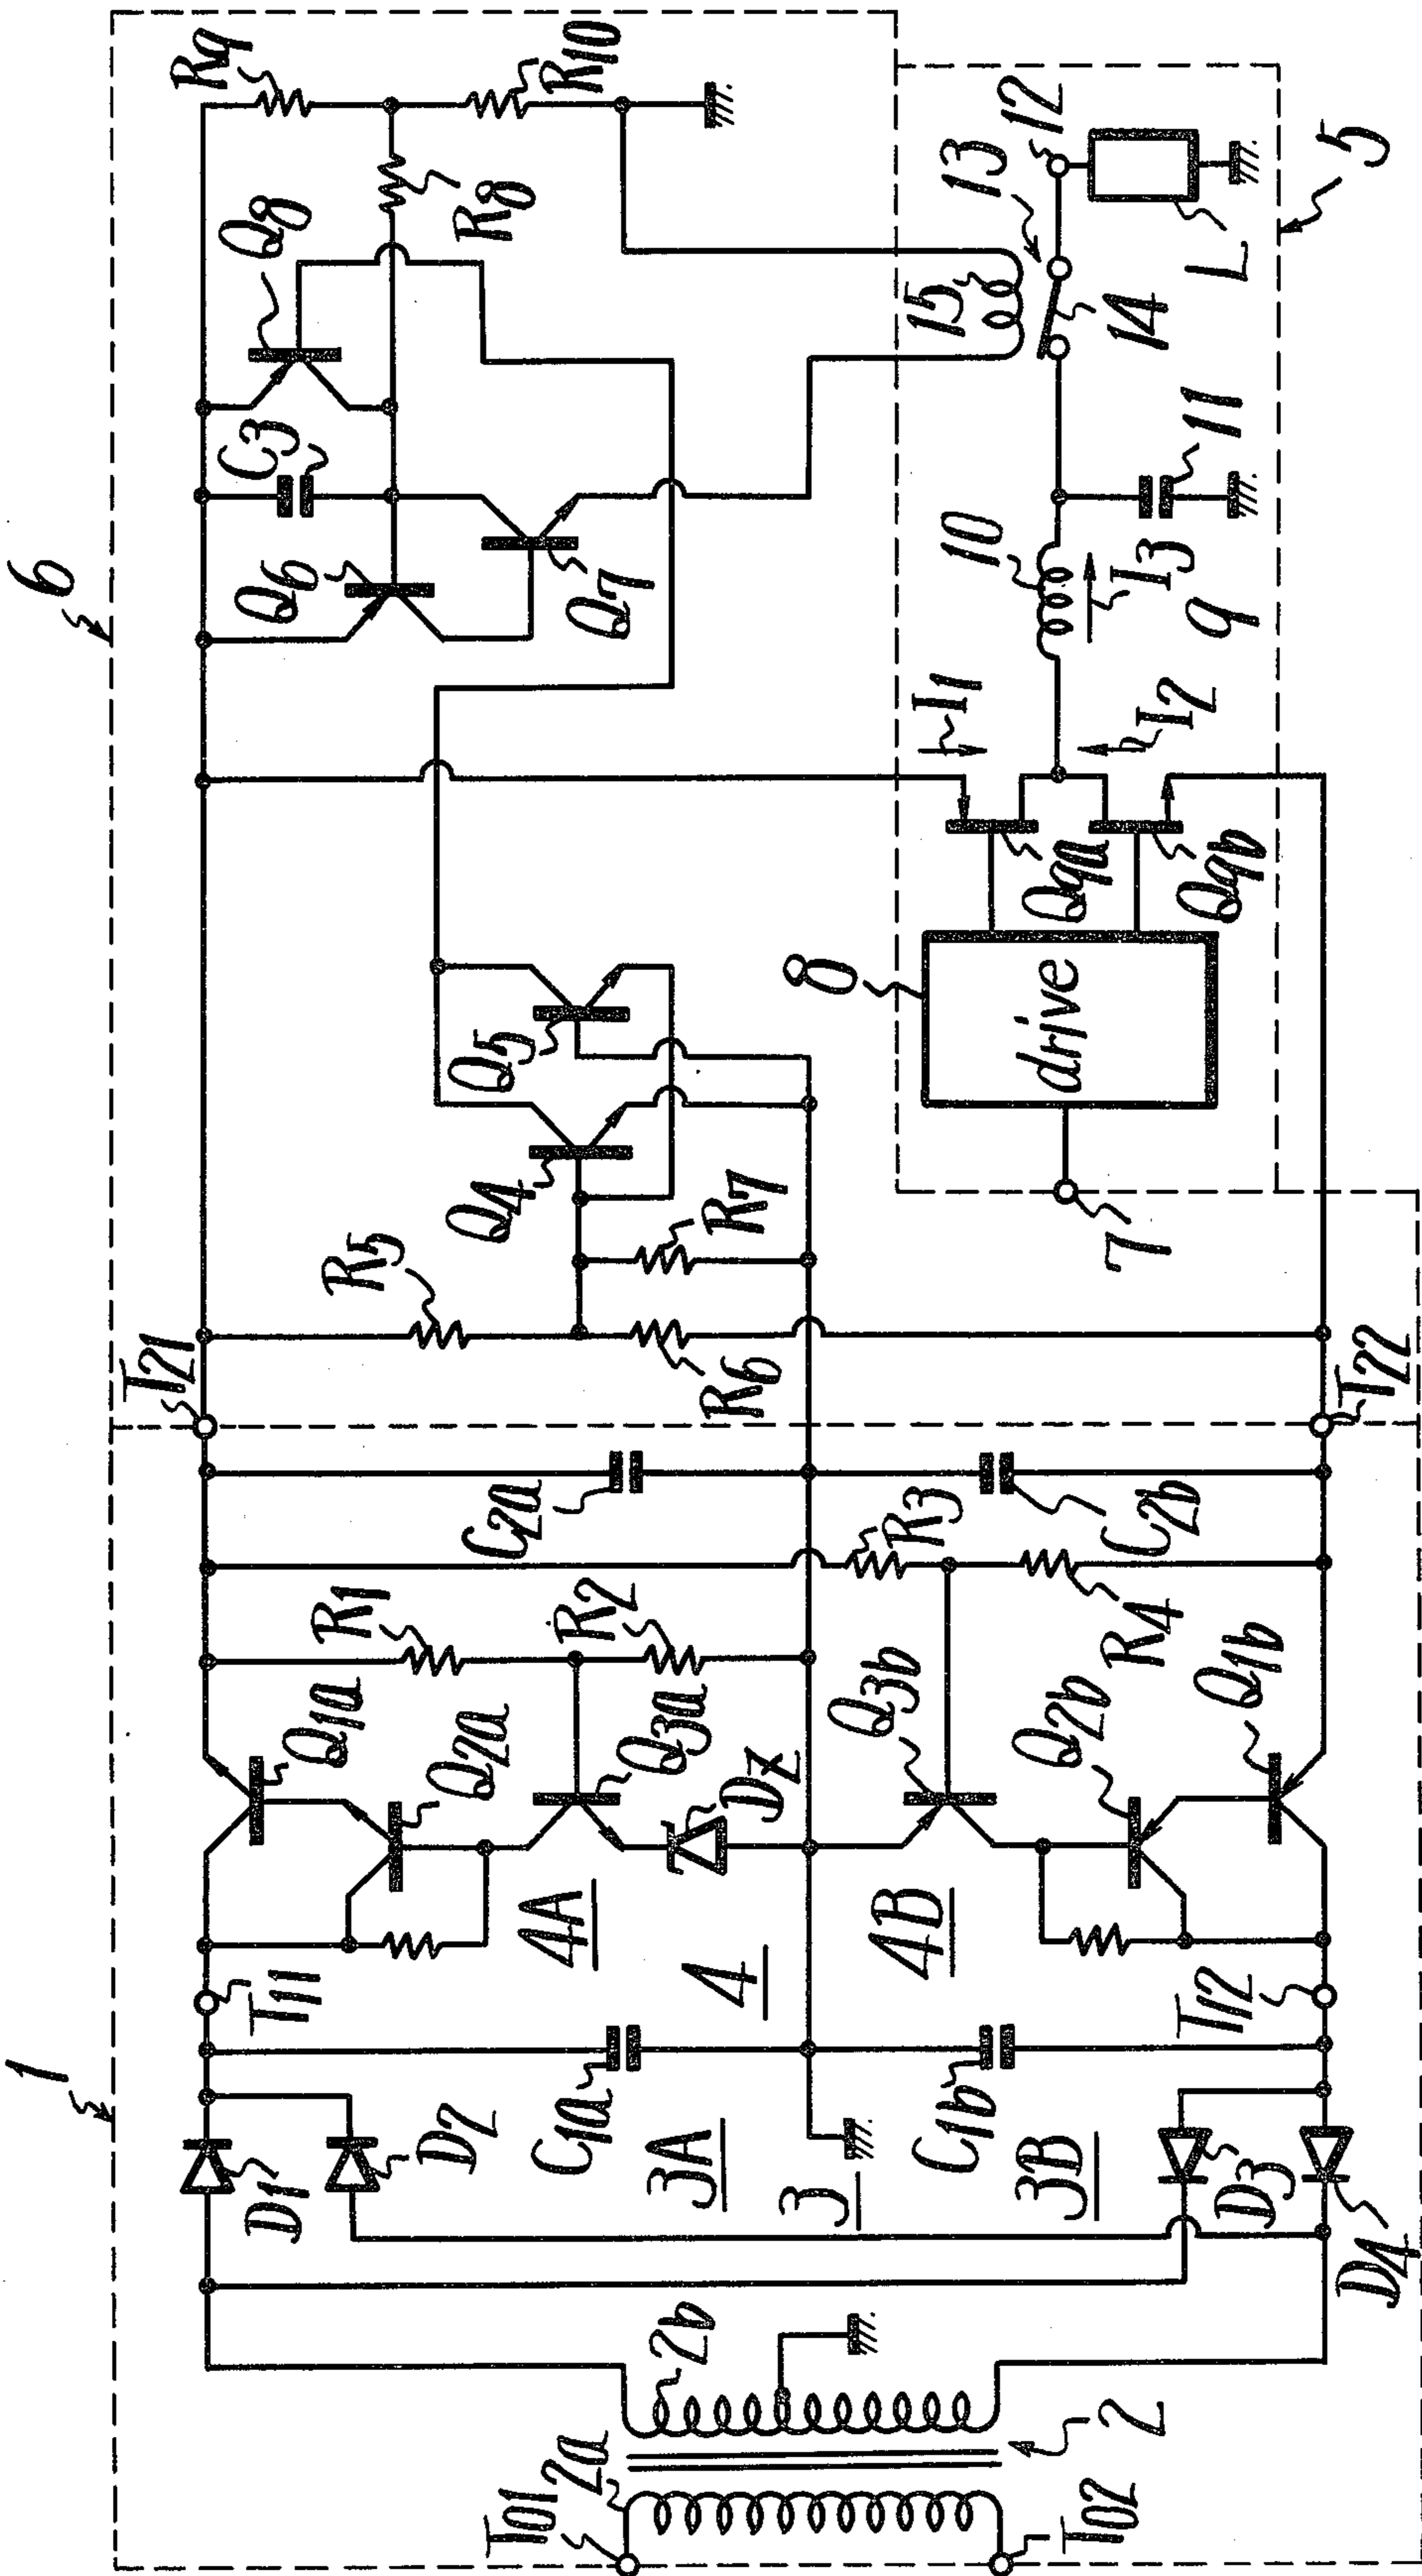 1
6
T01
2a
T02
2
2b
D1
D2
D3
D4
3A
3
3B
C1a
C1b
T11
T12
4A
4
4B
Q1a
Q2a
Q3a
DZ
Q3b
Q2b
Q1b
R1
R2
R3
R4
C2a
C2b
T21
T22
R5
R6
R7
Q4
Q5
7
8
drive
Q9a
Q9b
I1
I2
I3
9
10
11
Q6
Q7
C3
Q8
R8
R9
R10
15
14
13
12
L
5